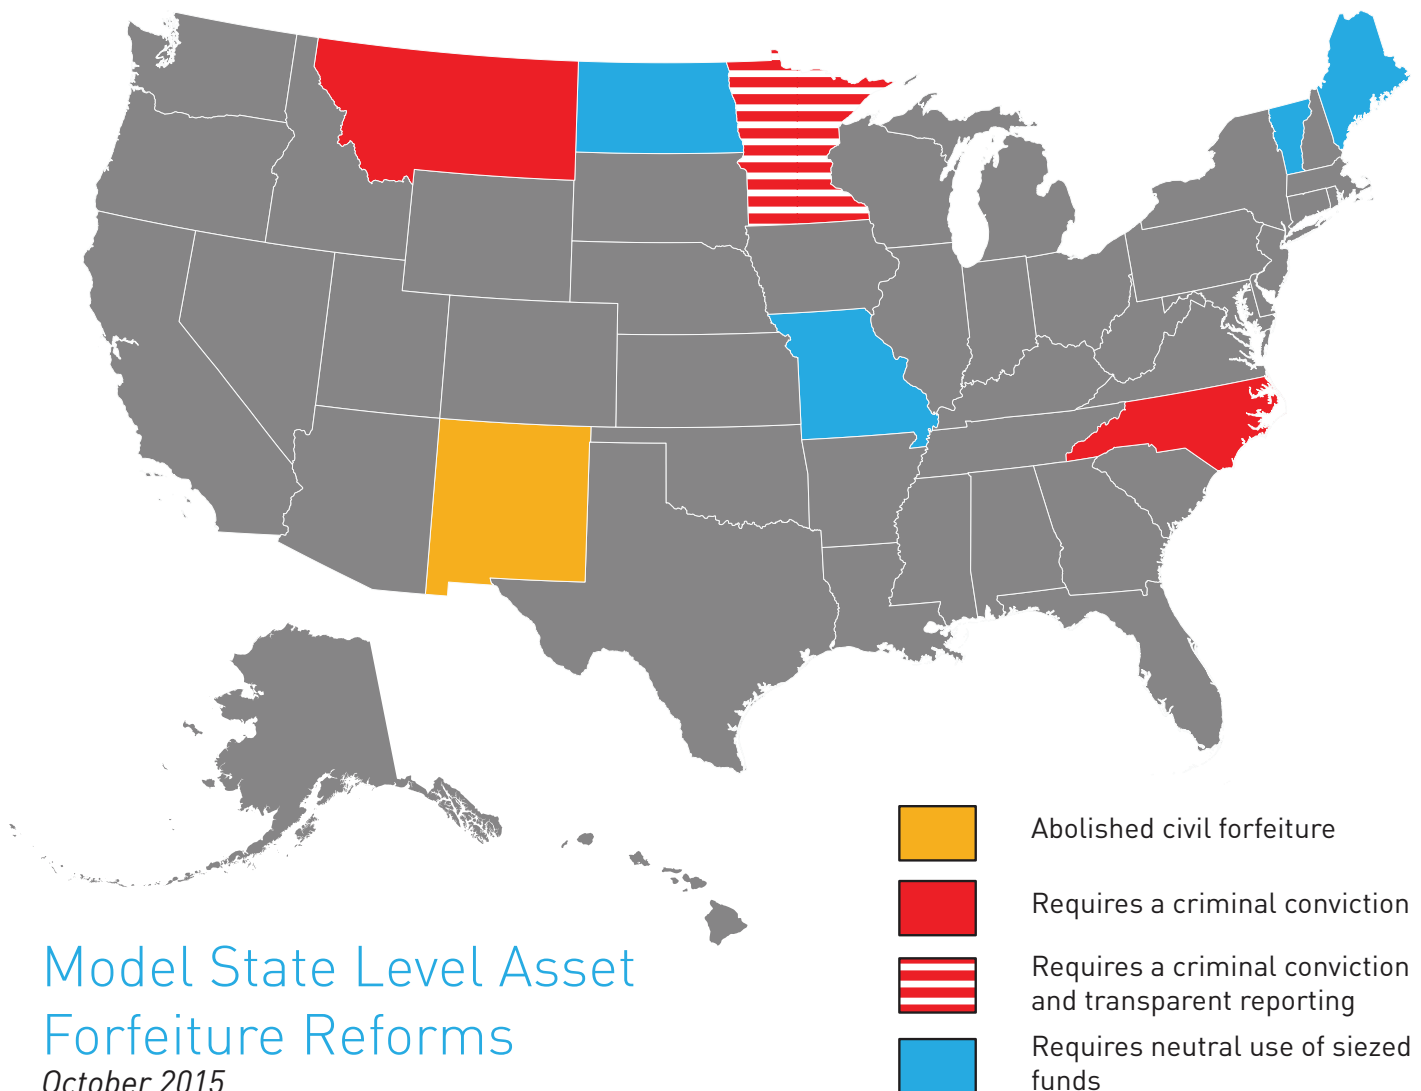 Abolished civil forfeiture
Requires a criminal conviction
Requires a criminal conviction
and transparent reporting
Requires neutral use of siezed
funds
Model State Level Asset
Forfeiture Reforms
October 2015